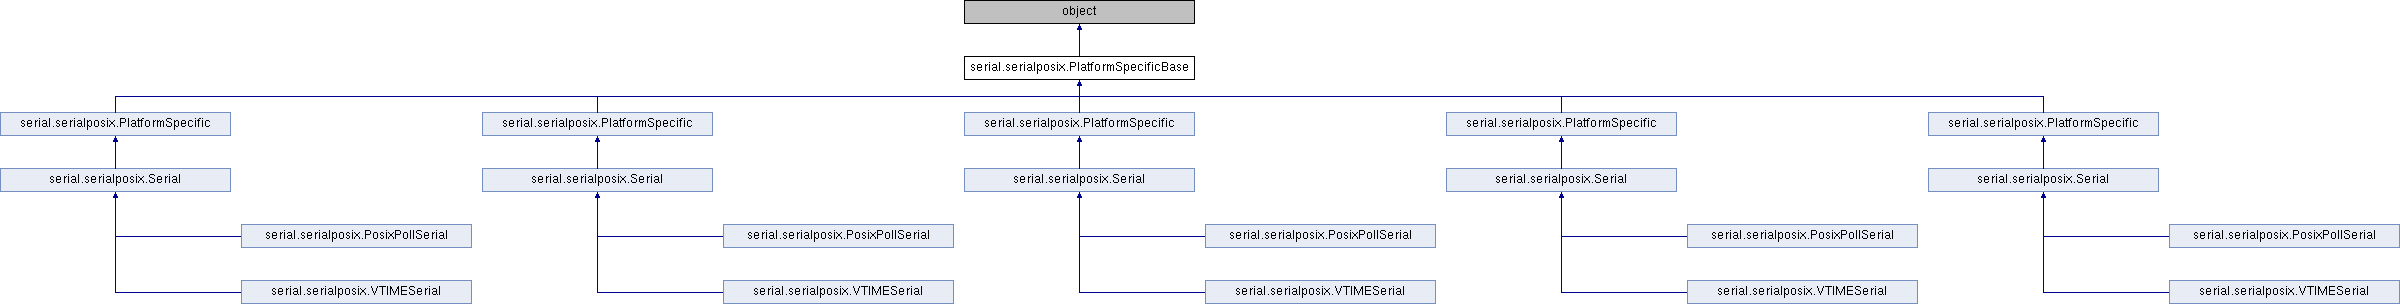 object
serial.serialposix.PlatformSpecificBase
serial.serialposix.PlatformSpecific
serial.serialposix.PlatformSpecific
serial.serialposix.PlatformSpecific
serial.serialposix.PlatformSpecific
serial.serialposix.PlatformSpecific
serial.serialposix.Serial
serial.serialposix.Serial
serial.serialposix.Serial
serial.serialposix.Serial
serial.serialposix.Serial
serial.serialposix.PosixPollSerial
serial.serialposix.PosixPollSerial
serial.serialposix.PosixPollSerial
serial.serialposix.PosixPollSerial
serial.serialposix.PosixPollSerial
serial.serialposix.VTIMESerial
serial.serialposix.VTIMESerial
serial.serialposix.VTIMESerial
serial.serialposix.VTIMESerial
serial.serialposix.VTIMESerial